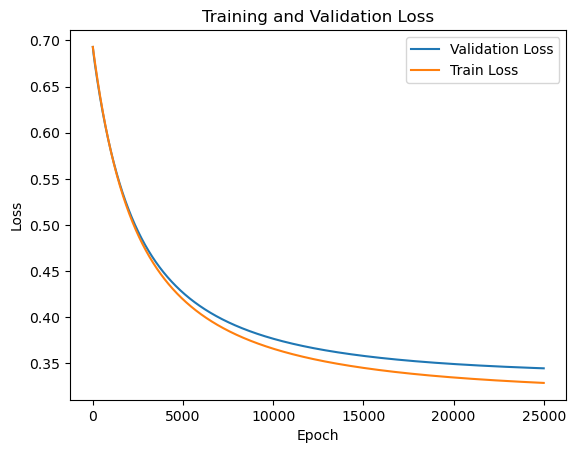 Training and Validation Loss
Validation Loss
Train Loss
0.70
0.65
0.60
0.55
0.50
0.45
0.40
0.35
Loss
0
5000
10000
15000
20000
25000
Epoch